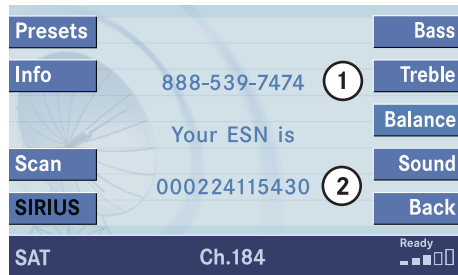 Presets
Bass
Info
888-539-7474
1
Treble
Your ESN is
Balance
Scan
000224115430
2
Sound
SIRIUS
Back
SAT
Ch.184
Ready